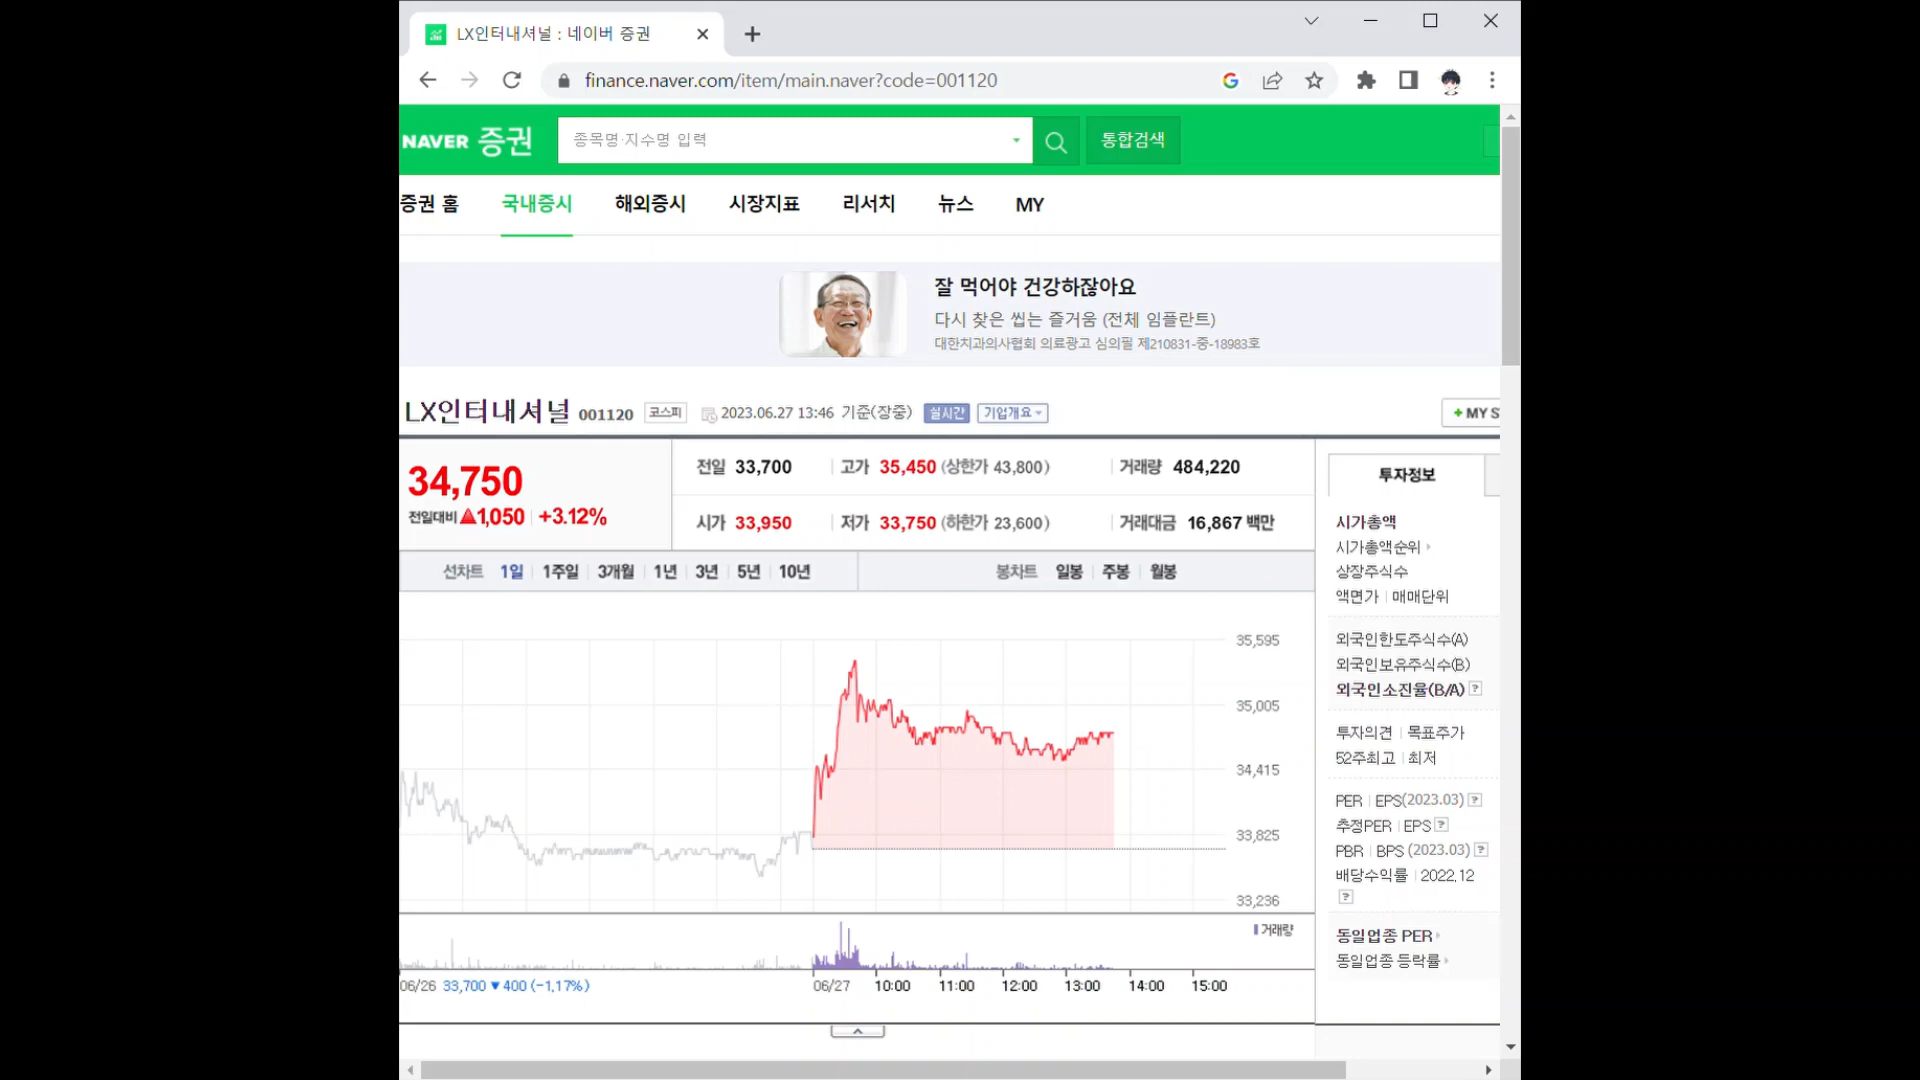 LX인터내셔널 : 네이버 증권
finance.naver.com/item/main.naver?code=001120
NAVER 증권
종목명·지수명 입력
통합검색
증권 홈 국내증시 해외증시 시장지표 리서치 뉴스 MY
잘 먹어야 건강하잖아요
다시 찾은 씹는 즐거움 (전체 임플란트)
대한치과의사협회 의료광고 심의필 제210831-중-18983호
LX인터내셔널 001120 코스피 2023.06.27 13:46 기준(장중) 실시간 기업개요
+ MY S
34,750
전일대비 ▲1,050 +3.12%
전일 33,700 고가 35,450 (상한가 43,800) 거래량 484,220
시가 33,950 저가 33,750 (하한가 23,600) 거래대금 16,867 백만
선차트 1일 1주일 3개월 1년 3년 5년 10년 봉차트 일봉 주봉 월봉
35,595
35,005
34,415
33,825
33,236
거래량
06/26 33,700 ▼ 400 (-1,17%)
06/27 10:00 11:00 12:00 13:00 14:00 15:00
투자정보
시가총액
시가총액순위
상장주식수
액면가 | 매매단위
외국인한도주식수(A)
외국인보유주식수(B)
외국인소진율(B/A) ?
투자의견 | 목표주가
52주최고 | 최저
PER | EPS(2023.03) ?
추정PER | EPS ?
PBR | BPS (2023.03) ?
배당수익률 | 2022.12
?
동일업종 PER
동일업종 등락률